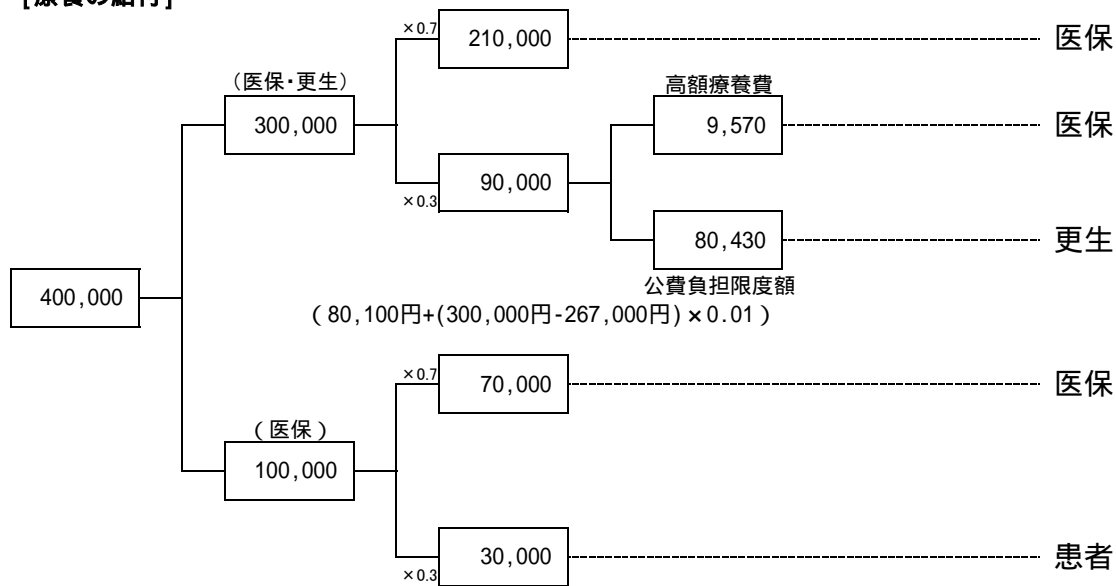 [療養の給付]
×0.7
210,000
医保
(医保・更生)
300,000
高額療養費
9,570
医保
90,000
×0.3
80,430
更生
公費負担限度額
400,000
(80,100円+(300,000円-267,000円)×0.01)
×0.7
70,000
医保
(医保)
100,000
30,000
患者
×0.3